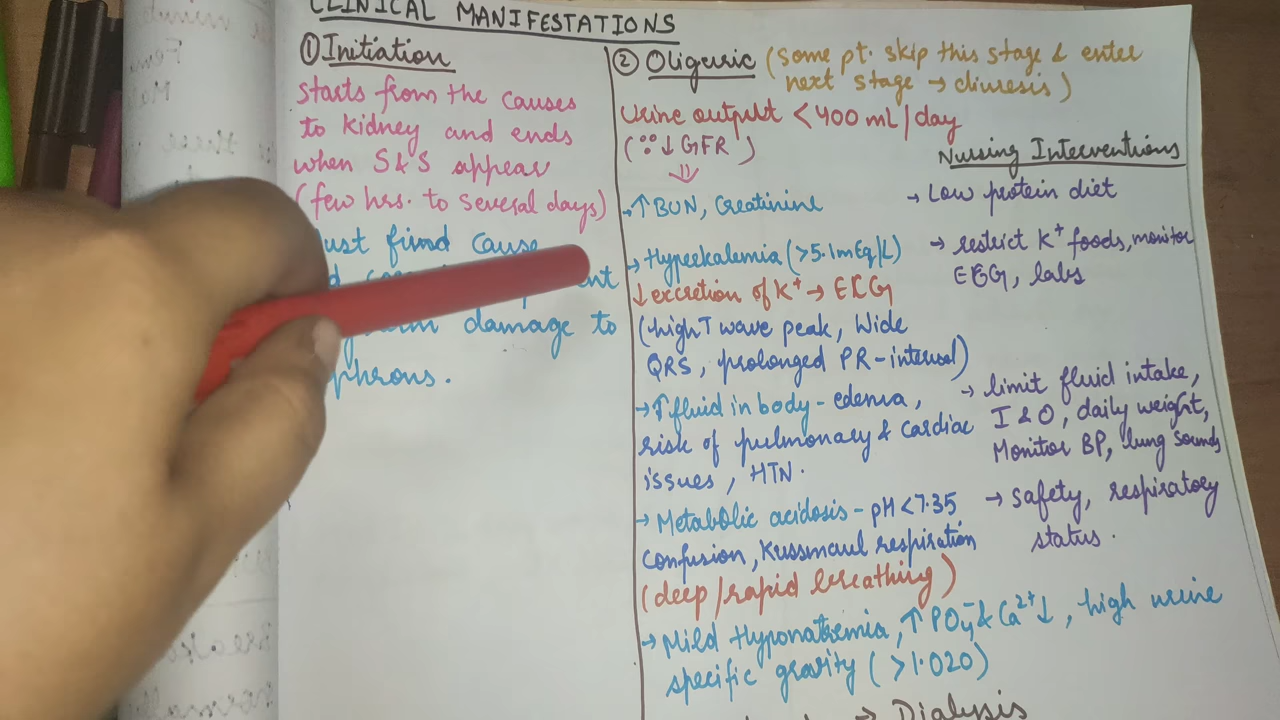 CLINICAL MANIFESTATIONS
① Initiation
starts from the causes
to kidney and ends
when S&S appear
(few hrs. to several days)
find cause
damage to
② Oliguric (some pt. skip this stage & enter
next stage → diuresis)
Urine output < 400 mL/day
(∵ ↓ GFR)
⇓
→ ↑ BUN, Creatinine
→ Hyperkalemia (>5.1mEq/L)
↓ excretion of K⁺ → ECG
(high T wave peak, Wide
QRS, prolonged PR-interval)
→ ↑ fluid in body - edema,
risk of pulmonary & cardiac
issues, HTN.
→ Metabolic acidosis - pH < 7.35
confusion, Kussmaul respiration
(deep/rapid breathing)
→ Mild Hyponatremia, ↑ PO₄⁻ & Ca²⁺ ↓, high urine
specific gravity (>1.020)
→ Dialysis
Nursing Interventions
→ Low protein diet
→ restrict K⁺ foods, monitor
ECG, labs
→ limit fluid intake,
I & O, daily weight,
Monitor BP, lung sounds
→ safety, respiratory
status.